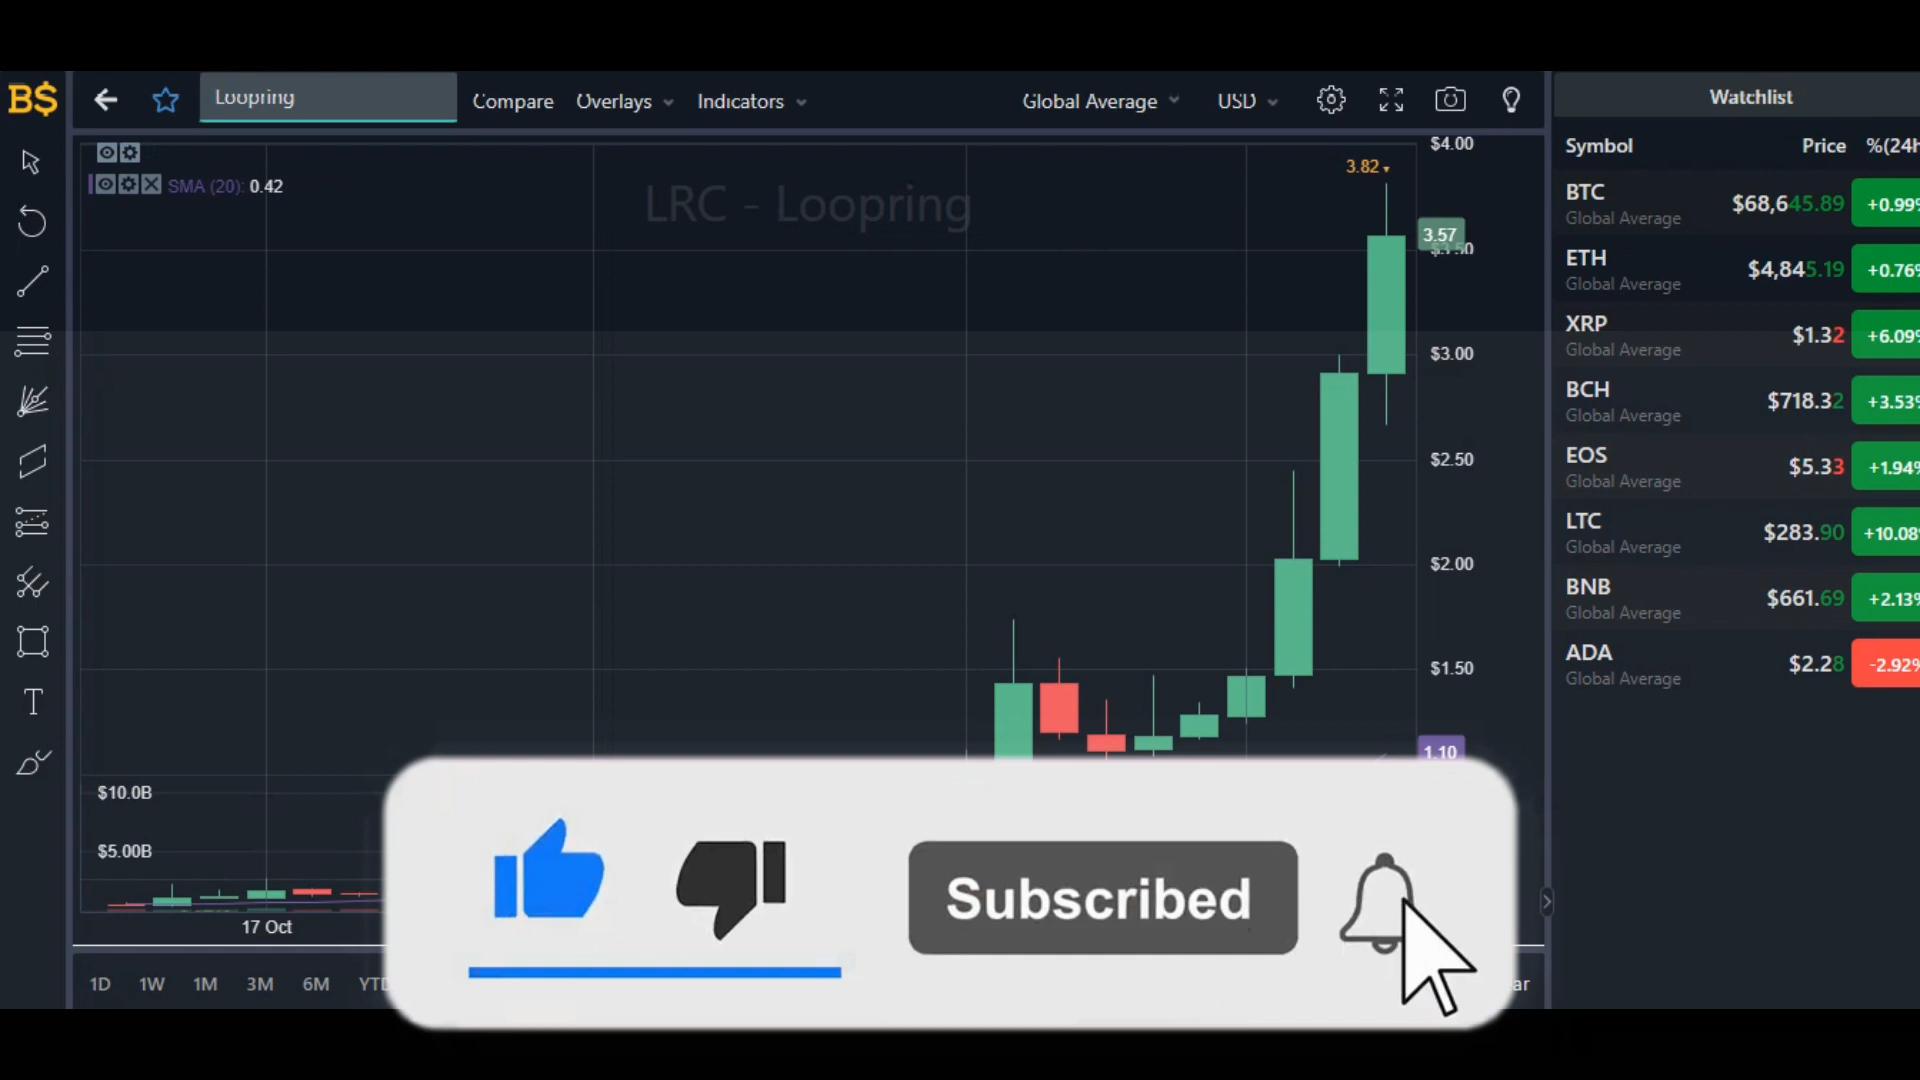 B$
Loopring
Compare
Overlays
Indicators
Global Average
USD
Watchlist
SMA (20): 0.42
LRC - Loopring
3.82
$4.00
3.57
$3.50
$3.00
$2.50
$2.00
$1.50
1.10
$10.0B
$5.00B
17 Oct
1D 1W 1M 3M 6M
Symbol Price %(24h
BTC $68,645.89 +0.99%
Global Average
ETH $4,845.19 +0.76%
Global Average
XRP $1.32 +6.09%
Global Average
BCH $718.32 +3.53%
Global Average
EOS $5.33 +1.94%
Global Average
LTC $283.90 +10.08
Global Average
BNB $661.69 +2.13%
Global Average
ADA $2.28 -2.92%
Global Average
Subscribed